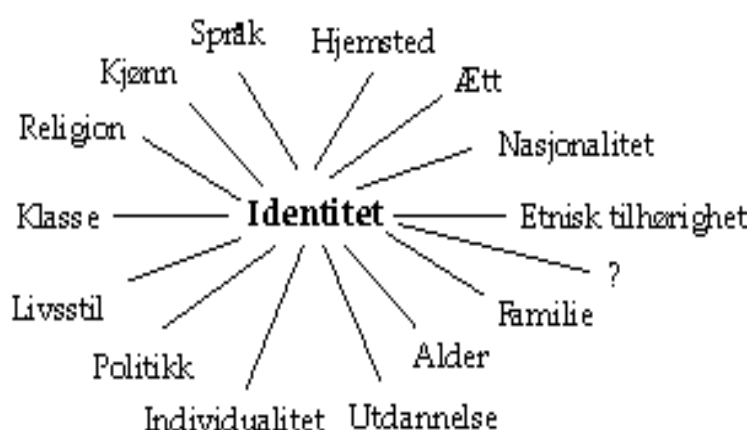 Språk
Hjemsted
Kjønn
Ætt
Religion
Nasjonalitet
Klasse
Identitet
Etnisk tilhørighet
?
Livsstil
Familie
Politikk
Alder
Individualitet
Utdannelse